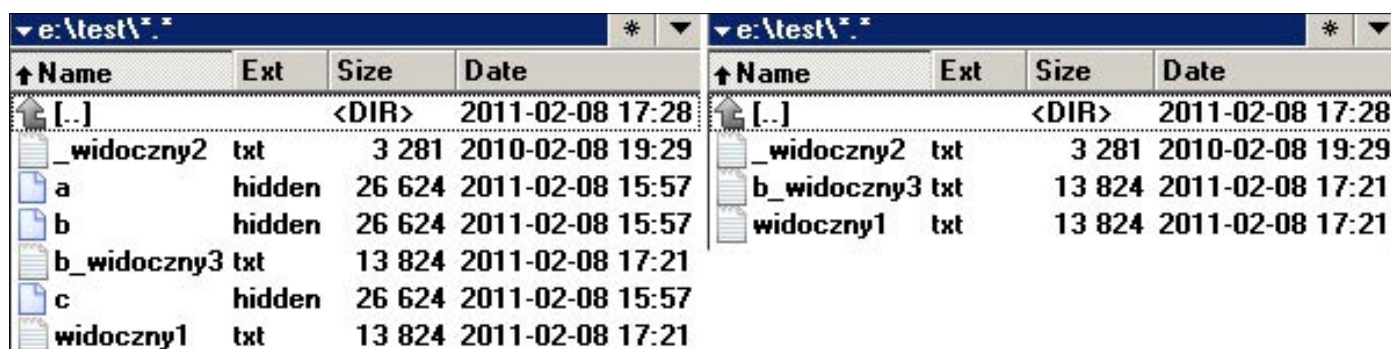 e:\test\*.*
* 
Name Ext Size Date
[..] <DIR> 2011-02-08 17:28
_widoczny2 txt 3 281 2010-02-08 19:29
a hidden 26 624 2011-02-08 15:57
b hidden 26 624 2011-02-08 15:57
b_widoczny3 txt 13 824 2011-02-08 17:21
c hidden 26 624 2011-02-08 15:57
widoczny1 txt 13 824 2011-02-08 17:21
e:\test\*.*
*
Name Ext Size Date
[..] <DIR> 2011-02-08 17:28
_widoczny2 txt 3 281 2010-02-08 19:29
b_widoczny3 txt 13 824 2011-02-08 17:21
widoczny1 txt 13 824 2011-02-08 17:21